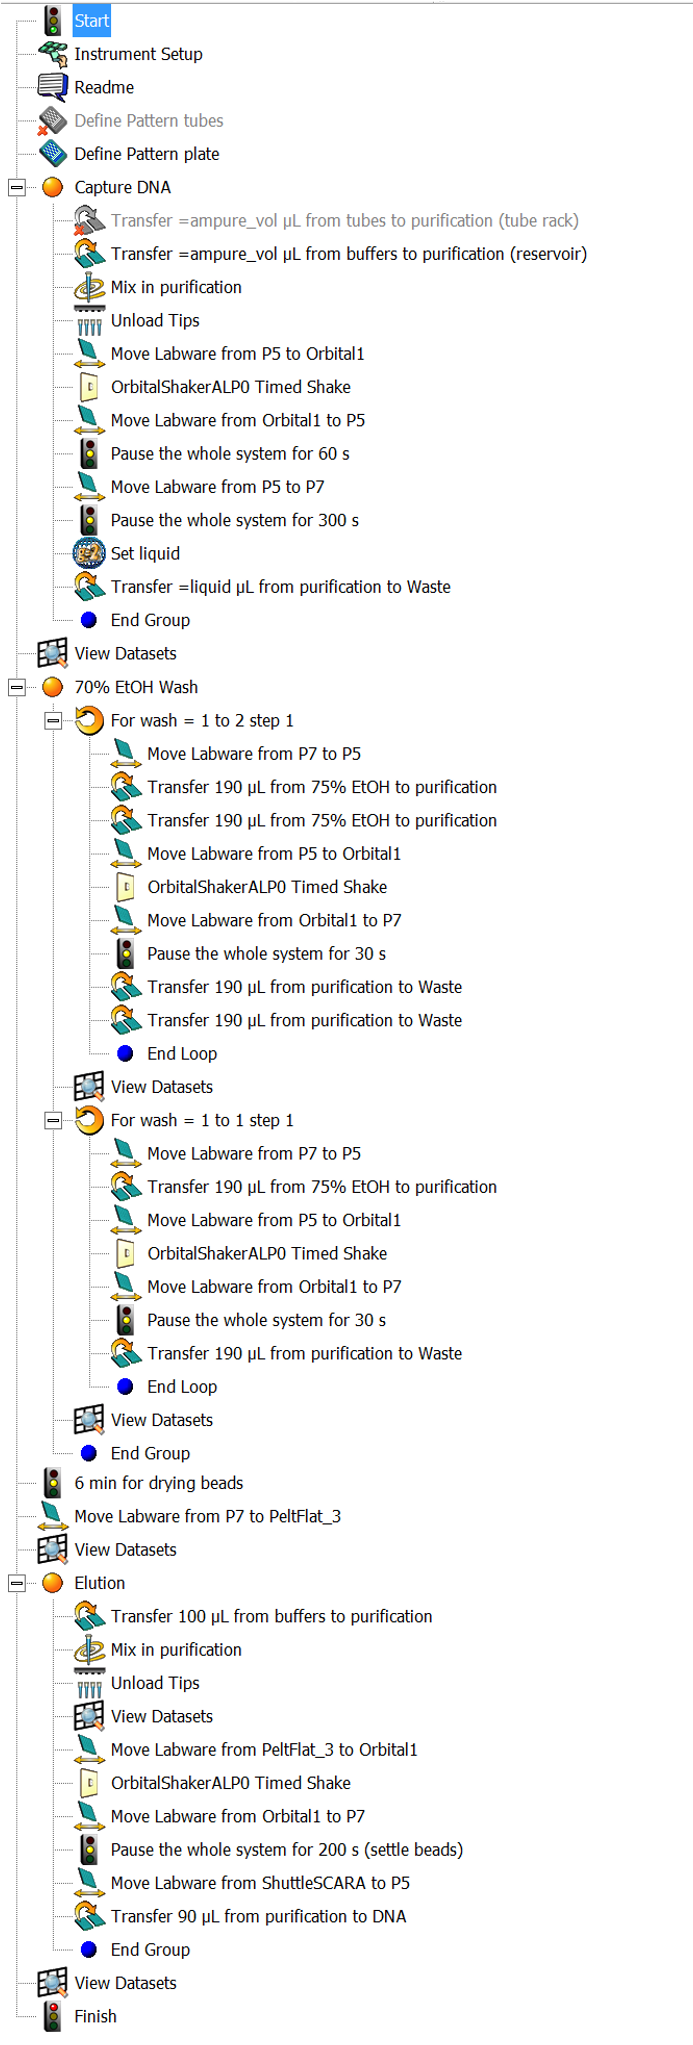 Start
Instrument Setup
Readme
Define Pattern tubes
Define Pattern plate
Capture DNA
Transfer =ampure_vol µL from tubes to purification (tube rack)
Transfer =ampure_vol µL from buffers to purification (reservoir)
Mix in purification
Unload Tips
Move Labware from P5 to Orbital1
OrbitalShakerALP0 Timed Shake
Move Labware from Orbital1 to P5
Pause the whole system for 60 s
Move Labware from P5 to P7
Pause the whole system for 300 s
Set liquid
Transfer =liquid µL from purification to Waste
End Group
View Datasets
70% EtOH Wash
For wash = 1 to 2 step 1
Move Labware from P7 to P5
Transfer 190 µL from 75% EtOH to purification
Transfer 190 µL from 75% EtOH to purification
Move Labware from P5 to Orbital1
OrbitalShakerALP0 Timed Shake
Move Labware from Orbital1 to P7
Pause the whole system for 30 s
Transfer 190 µL from purification to Waste
Transfer 190 µL from purification to Waste
End Loop
View Datasets
For wash = 1 to 1 step 1
Move Labware from P7 to P5
Transfer 190 µL from 75% EtOH to purification
Move Labware from P5 to Orbital1
OrbitalShakerALP0 Timed Shake
Move Labware from Orbital1 to P7
Pause the whole system for 30 s
Transfer 190 µL from purification to Waste
End Loop
View Datasets
End Group
6 min for drying beads
Move Labware from P7 to PeltFlat_3
View Datasets
Elution
Transfer 100 µL from buffers to purification
Mix in purification
Unload Tips
View Datasets
Move Labware from PeltFlat_3 to Orbital1
OrbitalShakerALP0 Timed Shake
Move Labware from Orbital1 to P7
Pause the whole system for 200 s (settle beads)
Move Labware from ShuttleSCARA to P5
Transfer 90 µL from purification to DNA
End Group
View Datasets
Finish